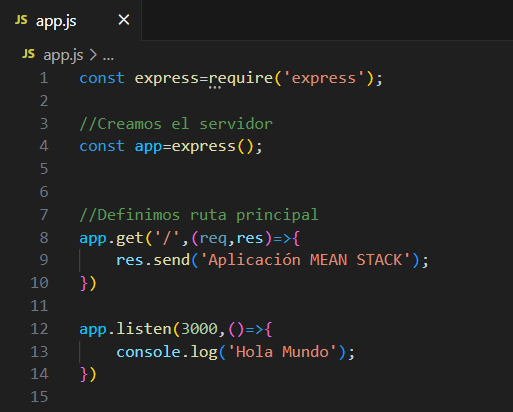 JS app.js ×
JS app.js > ...
1 const express=require('express');
2
3 //Creamos el servidor
4 const app=express();
5
6
7 //Definimos ruta principal
8 app.get('/',(req,res)=>{
9     res.send('Aplicación MEAN STACK');
10 })
11
12 app.listen(3000,()=>{
13     console.log('Hola Mundo');
14 })
15